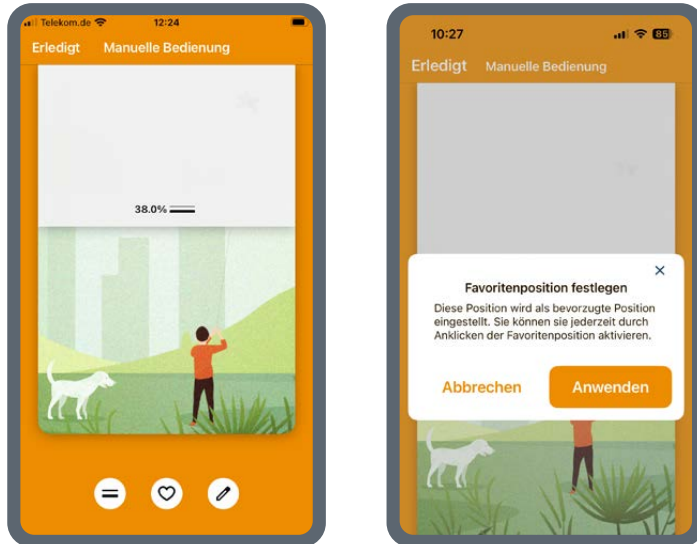 Telekom.de 12:24
Erledigt Manuelle Bedienung
38.0%
10:27 85
Erledigt Manuelle Bedienung
Favoritenposition festlegen
Diese Position wird als bevorzugte Position
eingestellt. Sie können sie jederzeit durch
Anklicken der Favoritenposition aktivieren.
Abbrechen Anwenden